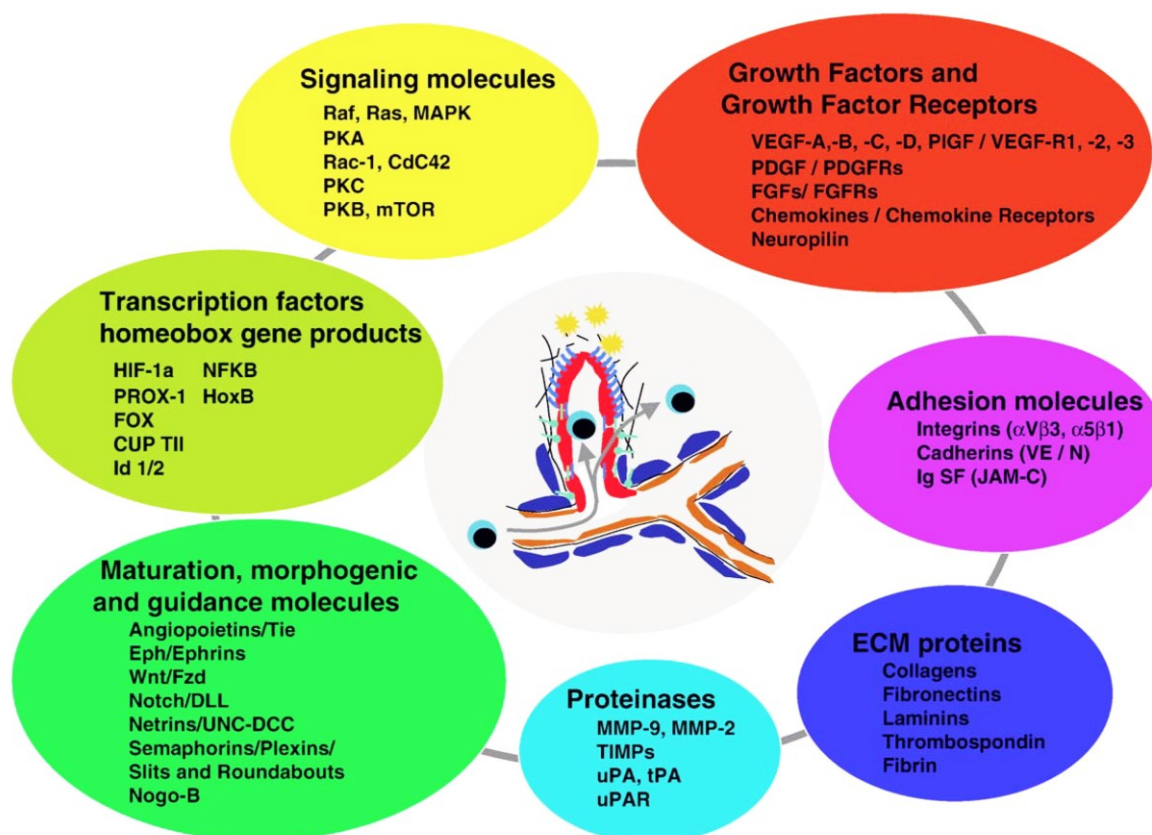 Signaling molecules
Raf, Ras, MAPK
PKA
Rac-1, CdC42
PKC
PKB, mTOR
Growth Factors and
Growth Factor Receptors
VEGF-A,-B, -C, -D, PlGF / VEGF-R1, -2, -3
PDGF / PDGFRs
FGFs/ FGFRs
Chemokines / Chemokine Receptors
Neuropilin
Transcription factors
homeobox gene products
HIF-1a NFKB
PROX-1 HoxB
FOX
CUP TII
Id 1/2
Adhesion molecules
Integrins (αVβ3, α5β1)
Cadherins (VE / N)
Ig SF (JAM-C)
Maturation, morphogenic
and guidance molecules
Angiopoietins/Tie
Eph/Ephrins
Wnt/Fzd
Notch/DLL
Netrins/UNC-DCC
Semaphorins/Plexins/
Slits and Roundabouts
Nogo-B
Proteinases
MMP-9, MMP-2
TIMPs
uPA, tPA
uPAR
ECM proteins
Collagens
Fibronectins
Laminins
Thrombospondin
Fibrin